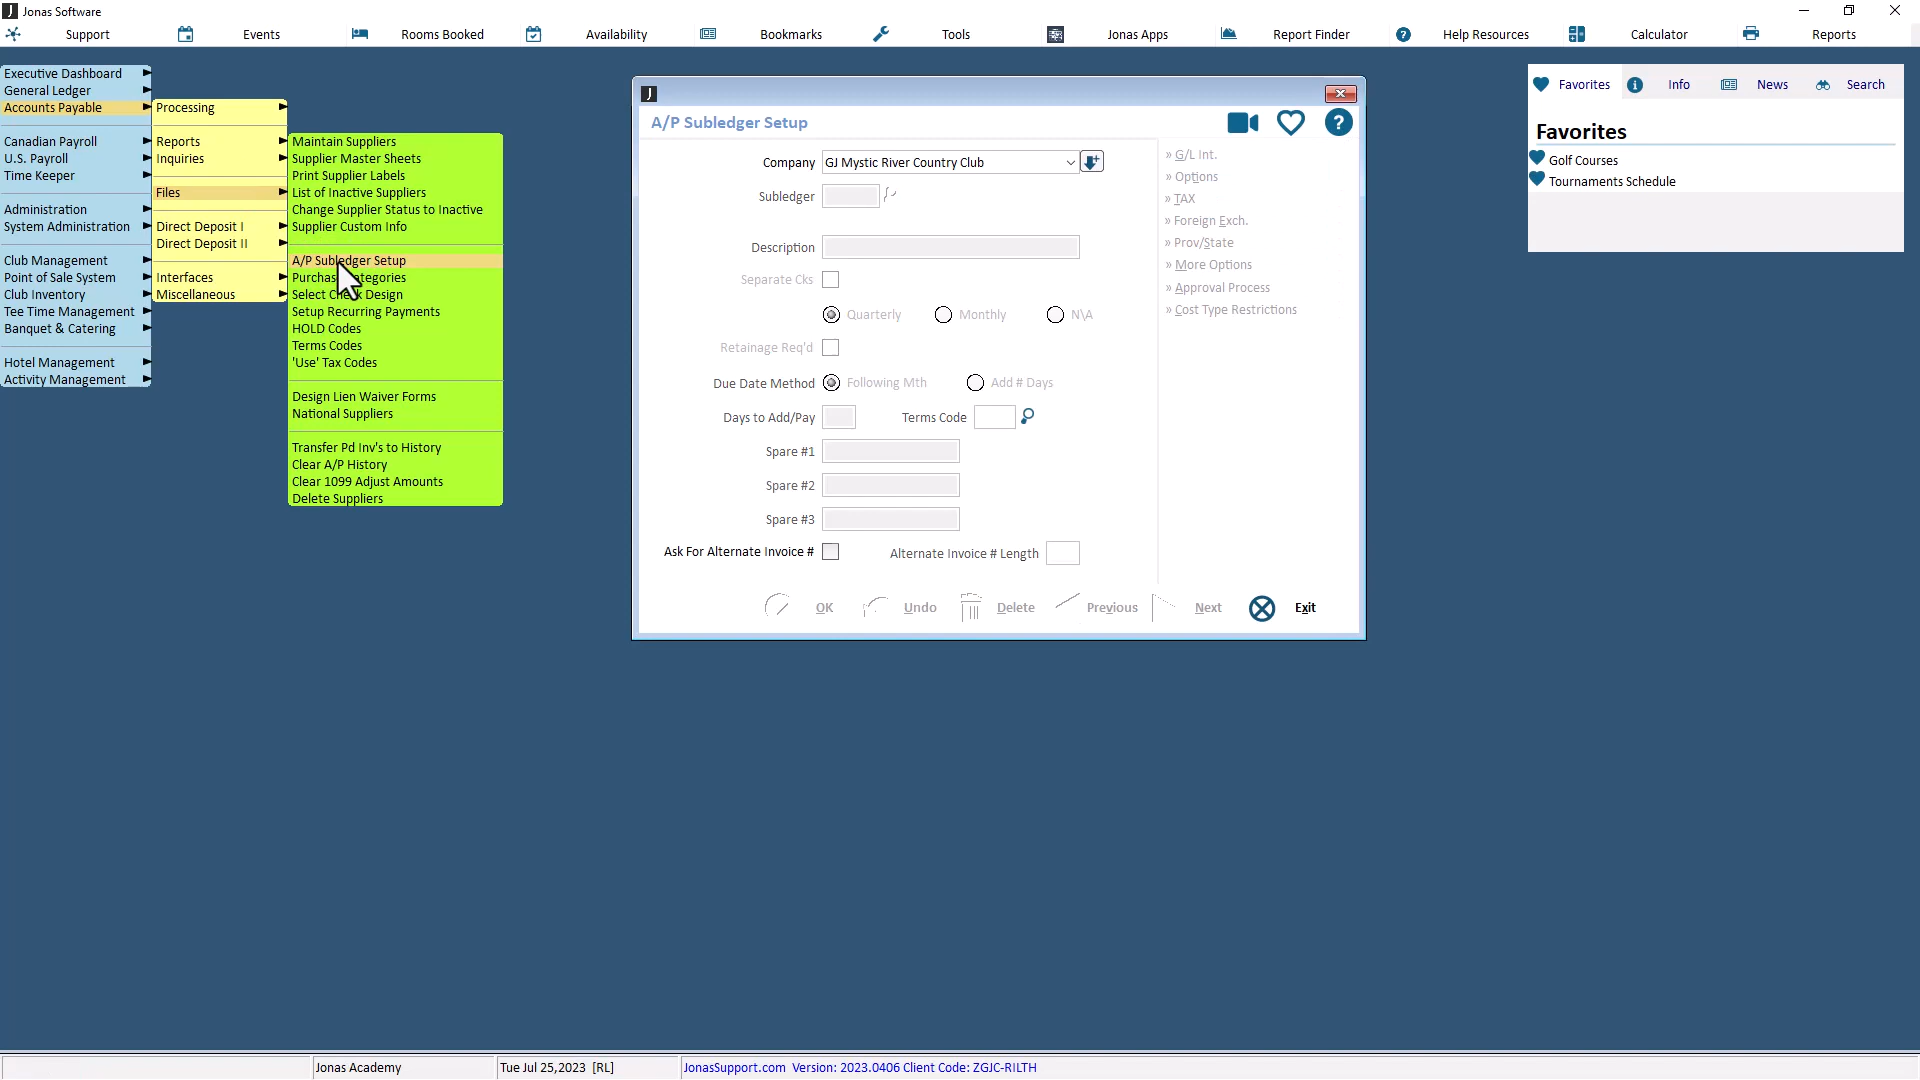 Jonas Software
Support
Events
Rooms Booked
Availability
Bookmarks
Tools
Jonas Apps
Report Finder
Help Resources
Calculator
Reports
Executive Dashboard
General Ledger
Accounts Payable
Canadian Payroll
U.S. Payroll
Time Keeper
Administration
System Administration
Club Management
Point of Sale System
Club Inventory
Tee Time Management
Banquet & Catering
Hotel Management
Activity Management
Processing
Reports
Inquiries
Files
Direct Deposit I
Direct Deposit II
Interfaces
Miscellaneous
Maintain Suppliers
Supplier Master Sheets
Print Supplier Labels
List of Inactive Suppliers
Change Supplier Status to Inactive
Supplier Custom Info
A/P Subledger Setup
Purchase Categories
Select Check Design
Setup Recurring Payments
HOLD Codes
Terms Codes
'Use' Tax Codes
Design Lien Waiver Forms
National Suppliers
Transfer Pd Inv's to History
Clear A/P History
Clear 1099 Adjust Amounts
Delete Suppliers
A/P Subledger Setup
Company GJ Mystic River Country Club
Subledger
Description
Separate Cks
Quarterly Monthly N\A
Retainage Req'd
Due Date Method Following Mth Add # Days
Days to Add/Pay Terms Code
Spare #1
Spare #2
Spare #3
Ask For Alternate Invoice # Alternate Invoice # Length
» G/L Int.
» Options
» TAX
» Foreign Exch.
» Prov/State
» More Options
» Approval Process
» Cost Type Restrictions
OK Undo Delete Previous Next Exit
Favorites Info News Search
Favorites
Golf Courses
Tournaments Schedule
Jonas Academy
Tue Jul 25,2023 [RL]
JonasSupport.com Version: 2023.0406 Client Code: ZGJC-RILTH